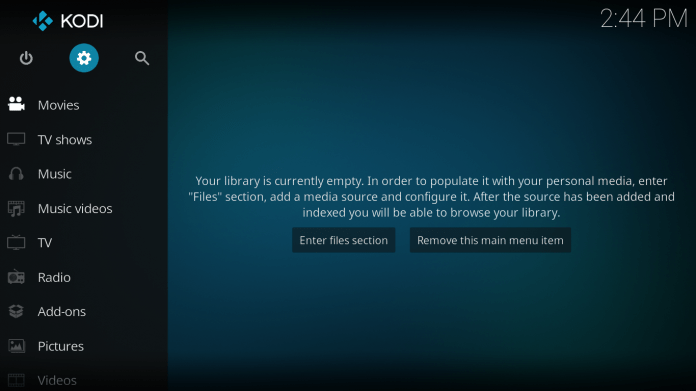 KODI
2:44 PM
Movies
TV shows
Music
Music videos
TV
Radio
Add-ons
Pictures
Videos
Your library is currently empty. In order to populate it with your personal media, enter
"Files" section, add a media source and configure it. After the source has been added and
indexed you will be able to browse your library.
Enter files section
Remove this main menu item